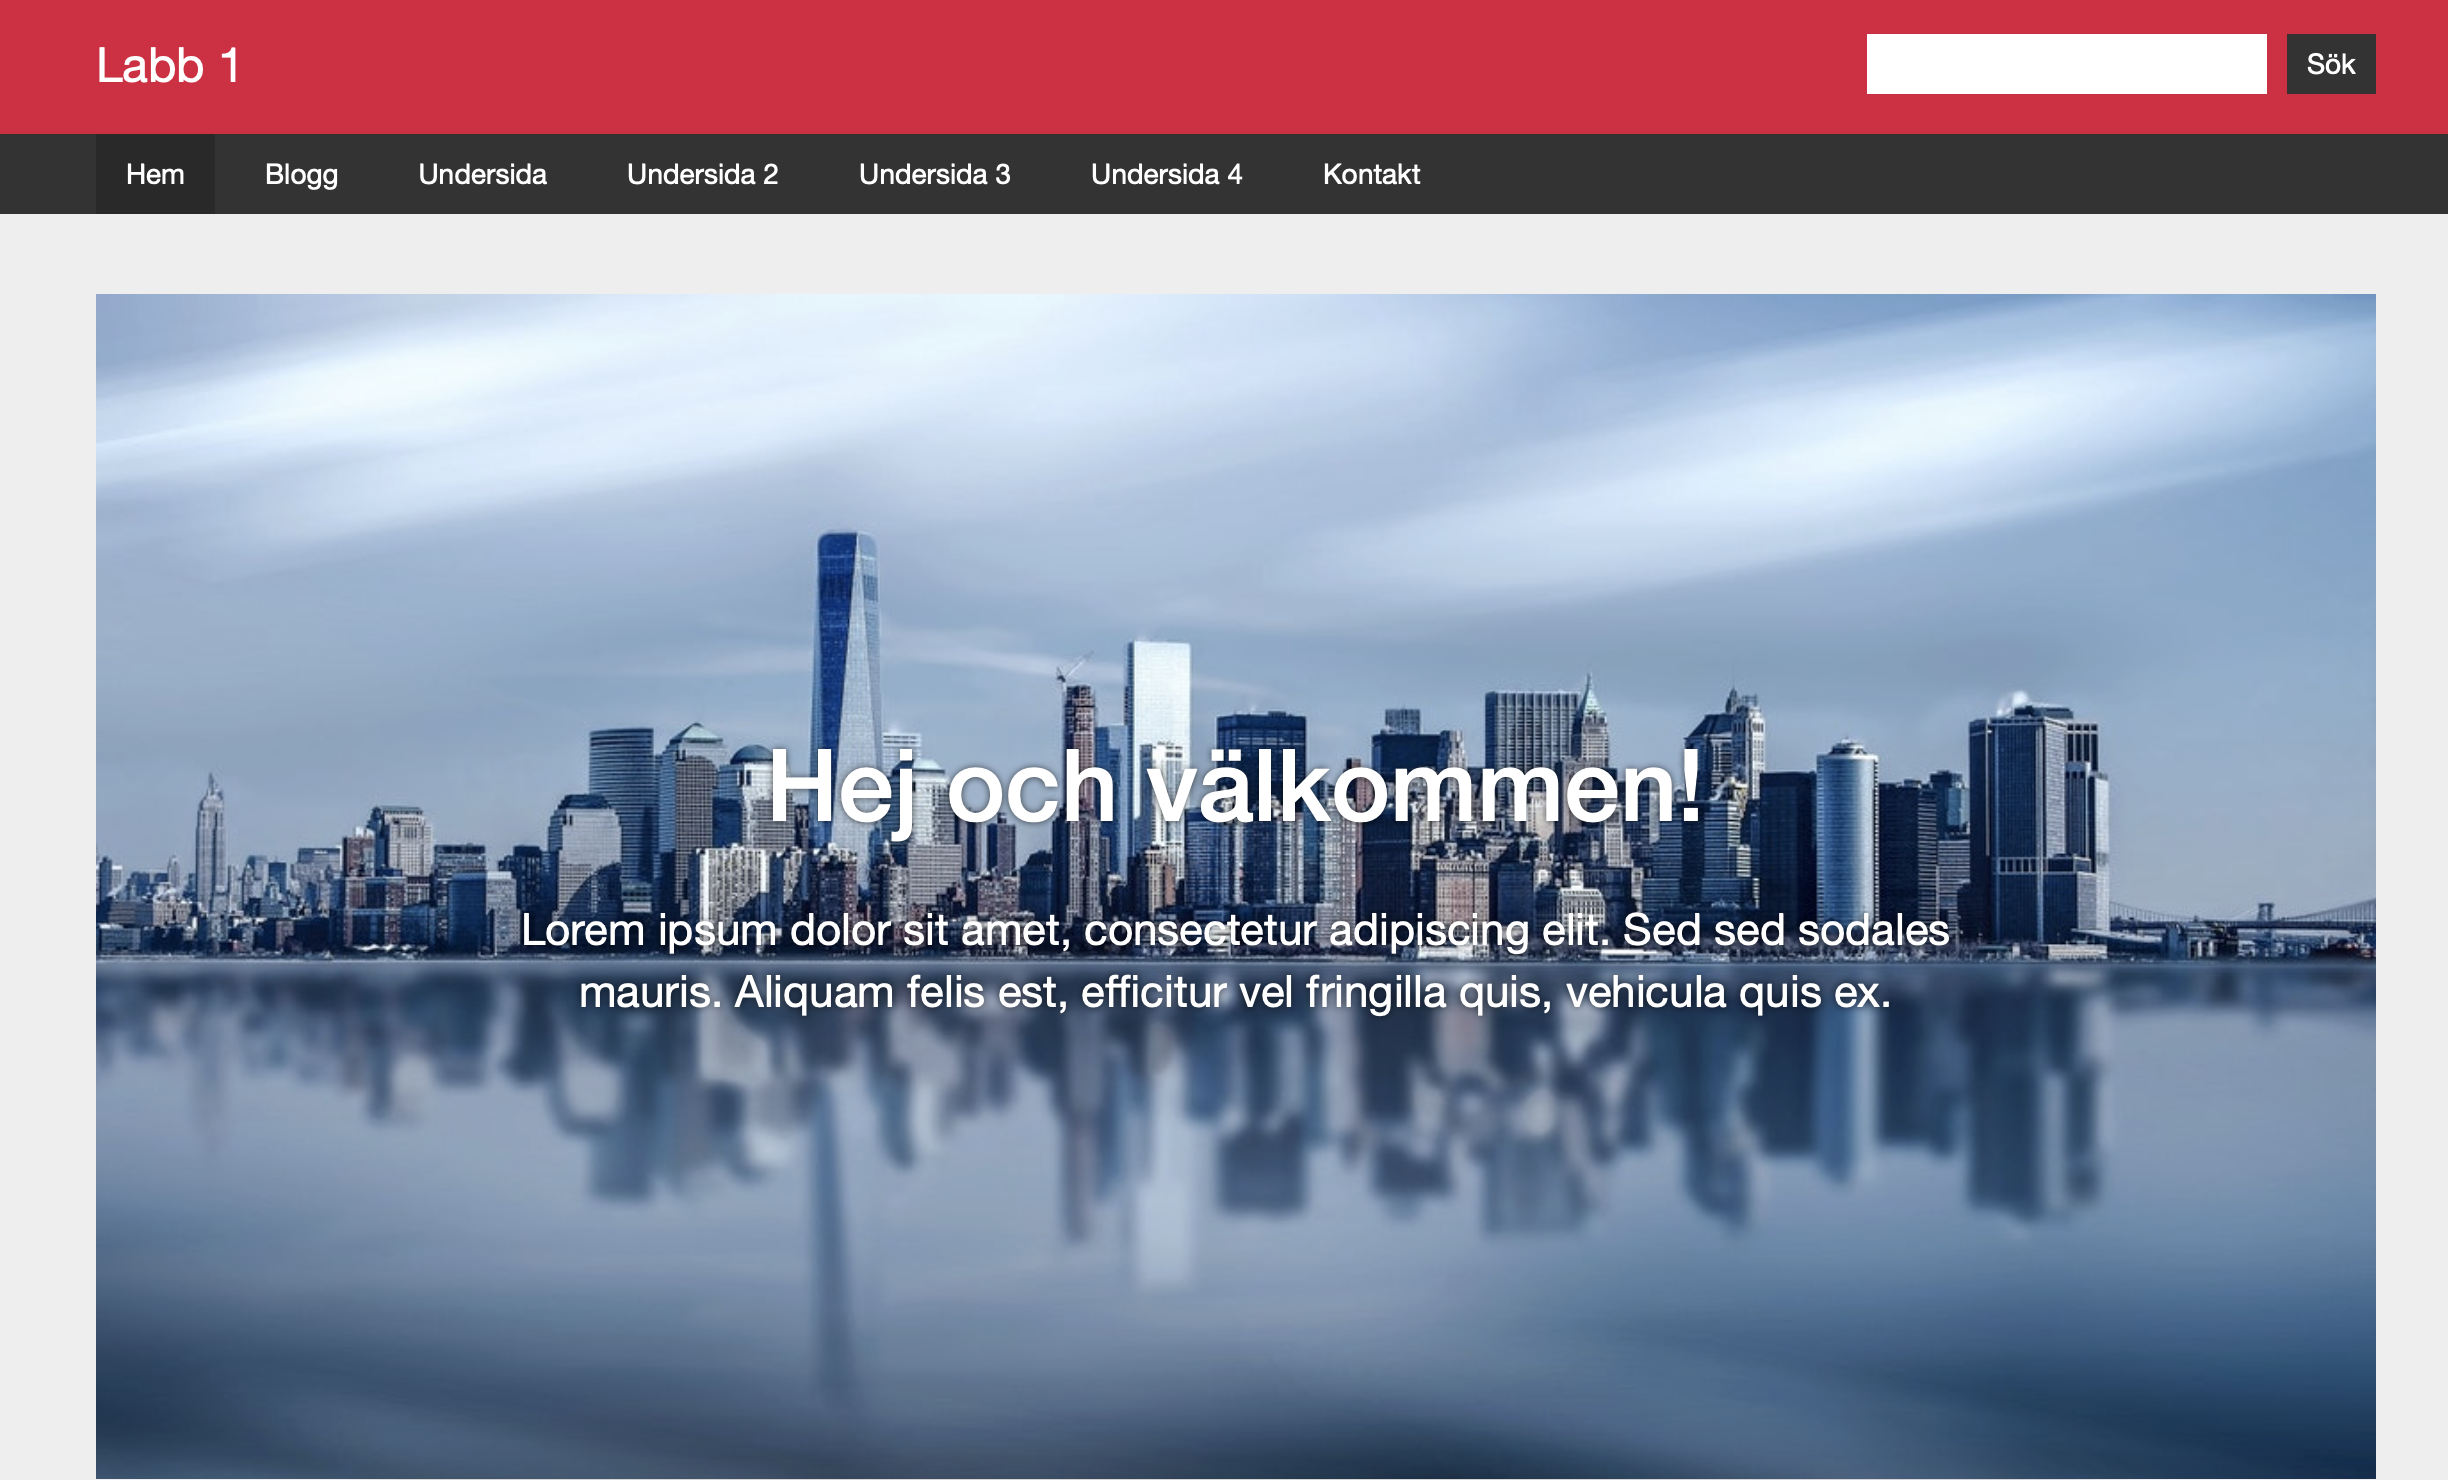 Labb 1
Sök
Hem Blogg Undersida Undersida 2 Undersida 3 Undersida 4 Kontakt
Hej och välkommen!
Lorem ipsum dolor sit amet, consectetur adipiscing elit. Sed sed sodales
mauris. Aliquam felis est, efficitur vel fringilla quis, vehicula quis ex.